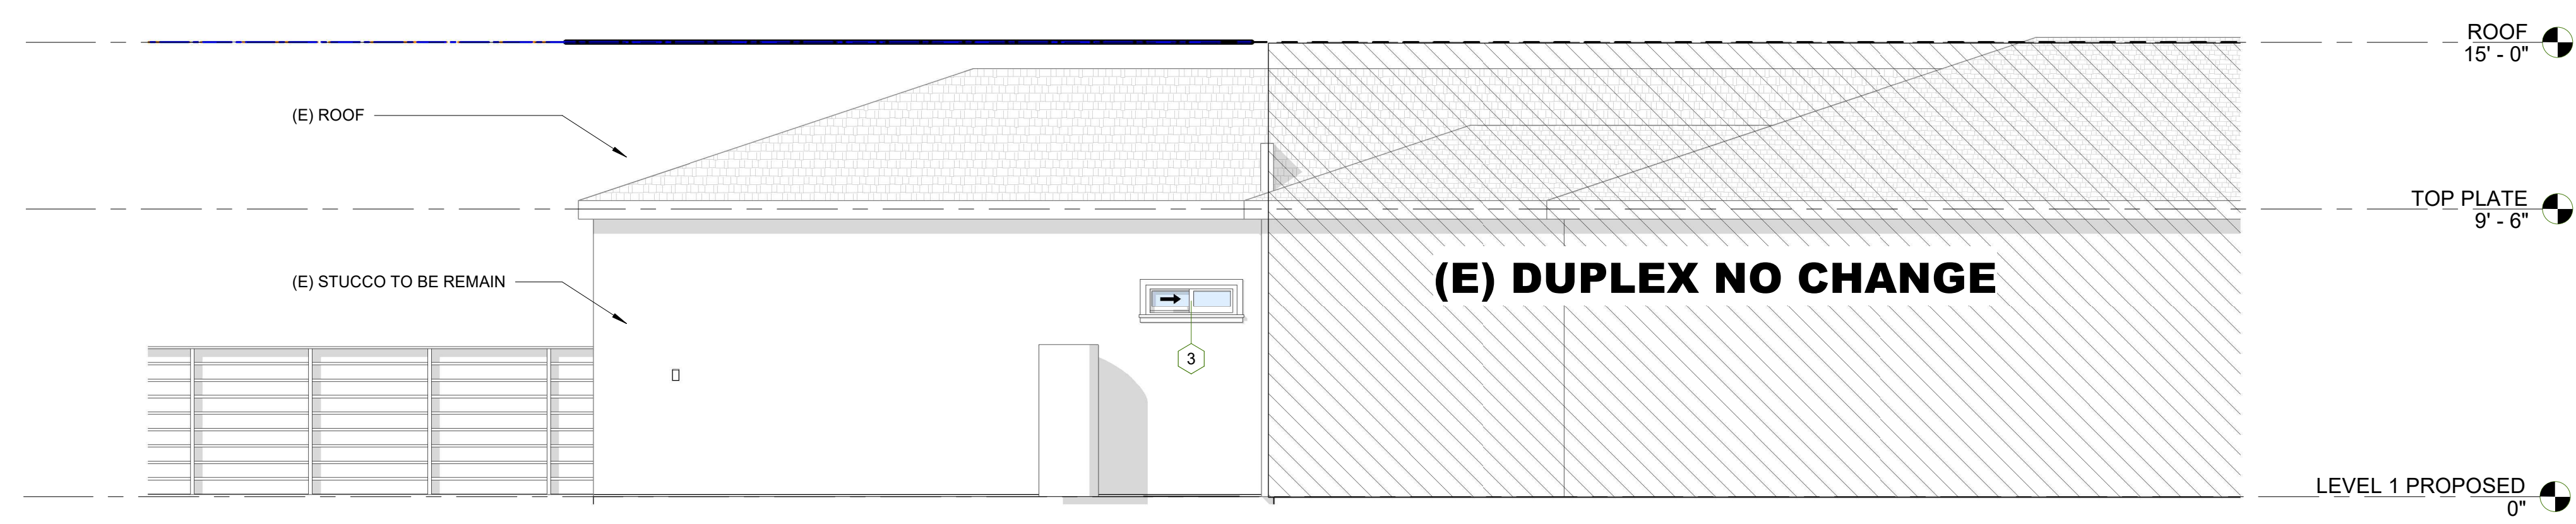 ROOF
15' - 0"
(E) ROOF
TOP PLATE
9' - 6"
(E) DUPLEX NO CHANGE
(E) STUCCO TO BE REMAIN
3
LEVEL 1 PROPOSED
0"